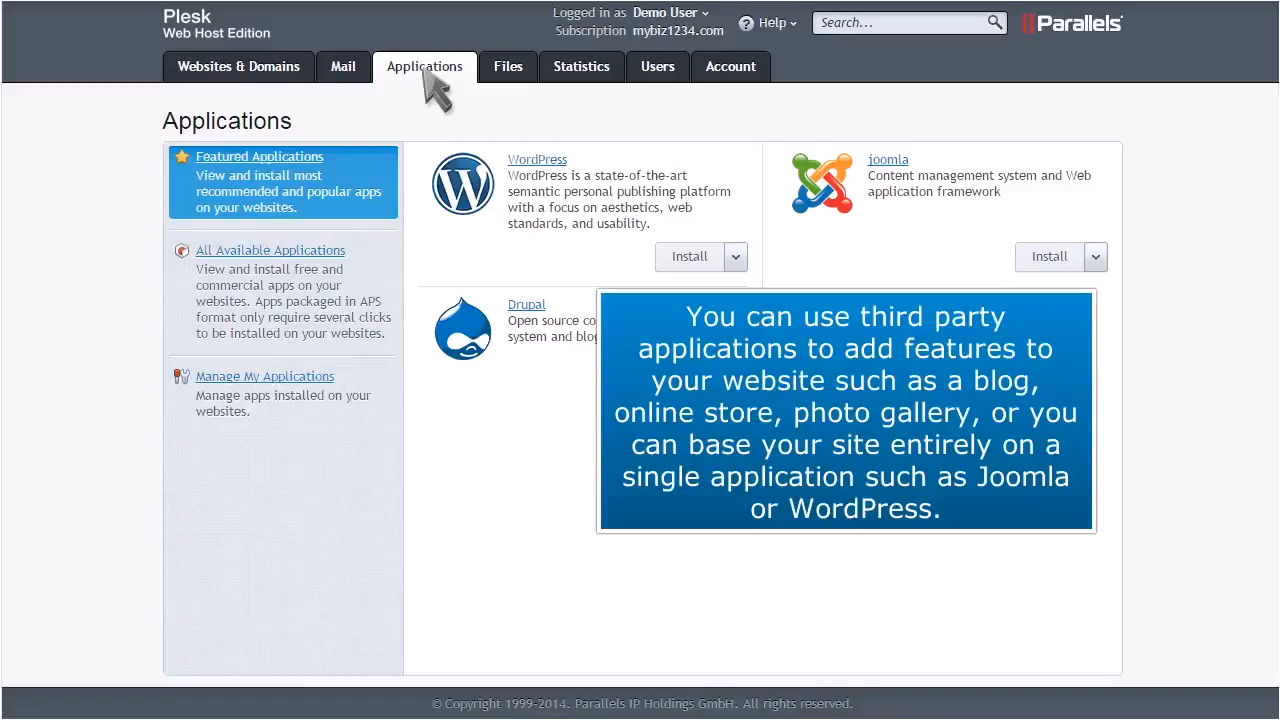 Plesk
Web Host Edition
Logged in as Demo User
Subscription mybiz1234.com
Help
Search...
Parallels
Websites & Domains
Mail
Applications
Files
Statistics
Users
Account
Applications
Featured Applications
View and install most
recommended and popular apps
on your websites.
All Available Applications
View and install free and
commercial apps on your
websites. Apps packaged in APS
format only require several clicks
to be installed on your websites.
Manage My Applications
Manage apps installed on your
websites.
WordPress
WordPress is a state-of-the-art
semantic personal publishing platform
with a focus on aesthetics, web
standards, and usability.
Install
joomla
Content management system and Web
application framework
Install
Drupal
Open source co
system and blog
You can use third party
applications to add features to
your website such as a blog,
online store, photo gallery, or you
can base your site entirely on a
single application such as Joomla
or WordPress.
© Copyright 1999-2014. Parallels IP Holdings GmbH. All rights reserved.